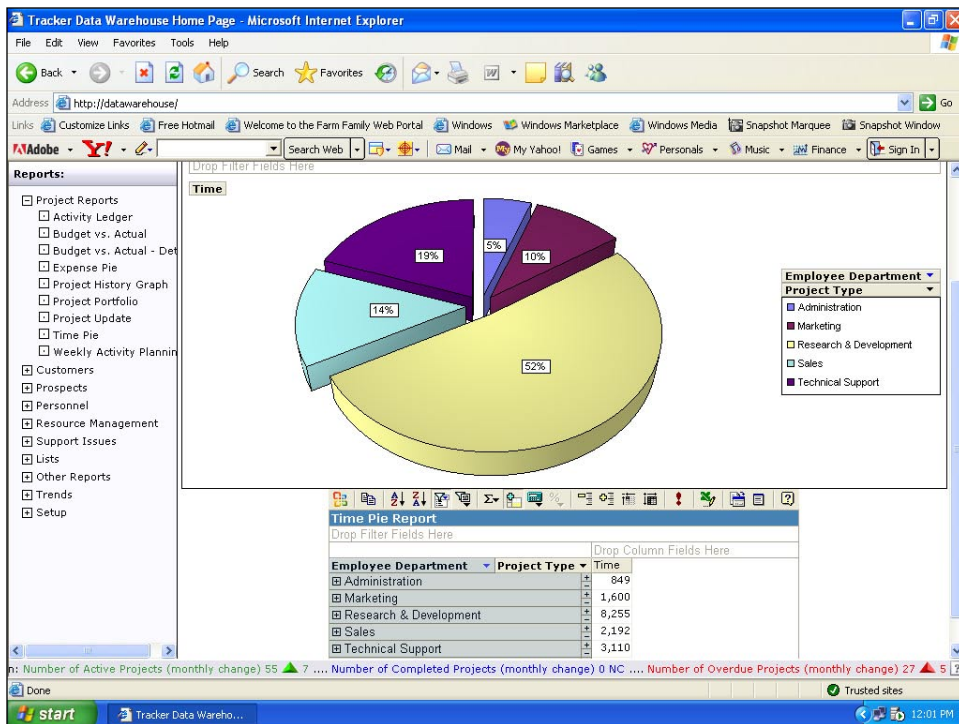 Tracker Data Warehouse Home Page - Microsoft Internet Explorer
File Edit View Favorites Tools Help
Back Search Favorites
Address http://datawarehouse/ Go
Links Customize Links Free Hotmail Welcome to the Farm Family Web Portal Windows Windows Marketplace Windows Media Snapshot Marquee Snapshot Window
Adobe Y! Search Web Mail My Yahoo! Games Personals Music Finance Sign In
Reports:
Project Reports
Activity Ledger
Budget vs. Actual
Budget vs. Actual - Det
Expense Pie
Project History Graph
Project Portfolio
Project Update
Time Pie
Weekly Activity Plannin
Customers
Prospects
Personnel
Resource Management
Support Issues
Lists
Other Reports
Trends
Setup
Drop Filter Fields Here
Time
5%
10%
19%
14%
52%
Employee Department
Project Type
Administration
Marketing
Research & Development
Sales
Technical Support
Time Pie Report
Drop Filter Fields Here
Drop Column Fields Here
Employee Department Project Type Time
Administration 849
Marketing 1,600
Research & Development 8,255
Sales 2,192
Technical Support 3,110
n: Number of Active Projects (monthly change) 55 7 .... Number of Completed Projects (monthly change) 0 NC .... Number of Overdue Projects (monthly change) 27 5
Done Trusted sites
start Tracker Data Wareho... 12:01 PM